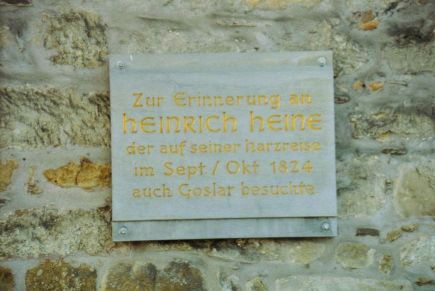 Zur Erinnerung an
Heinrich Heine
der auf seiner Harzreise
im Sept./Okt 1824
auch Goslar besuchte